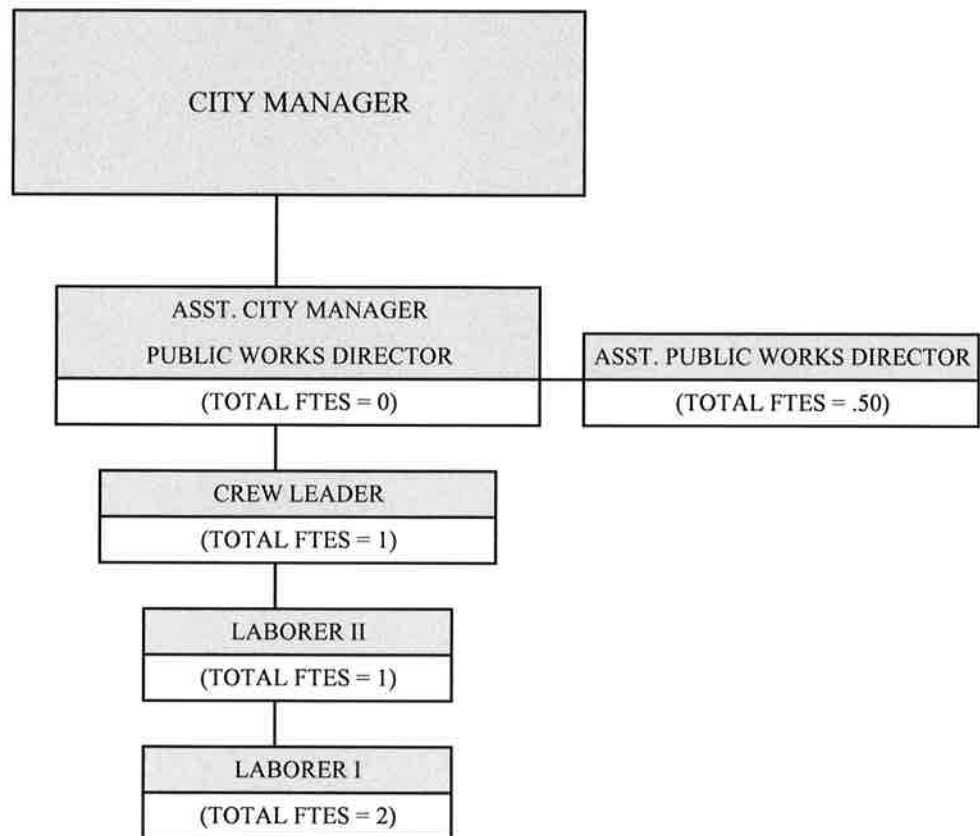 CITY MANAGER
ASST. CITY MANAGER
PUBLIC WORKS DIRECTOR
(TOTAL FTES = 0)
ASST. PUBLIC WORKS DIRECTOR
(TOTAL FTES = .50)
CREW LEADER
(TOTAL FTES = 1)
LABORER II
(TOTAL FTES = 1)
LABORER I
(TOTAL FTES = 2)